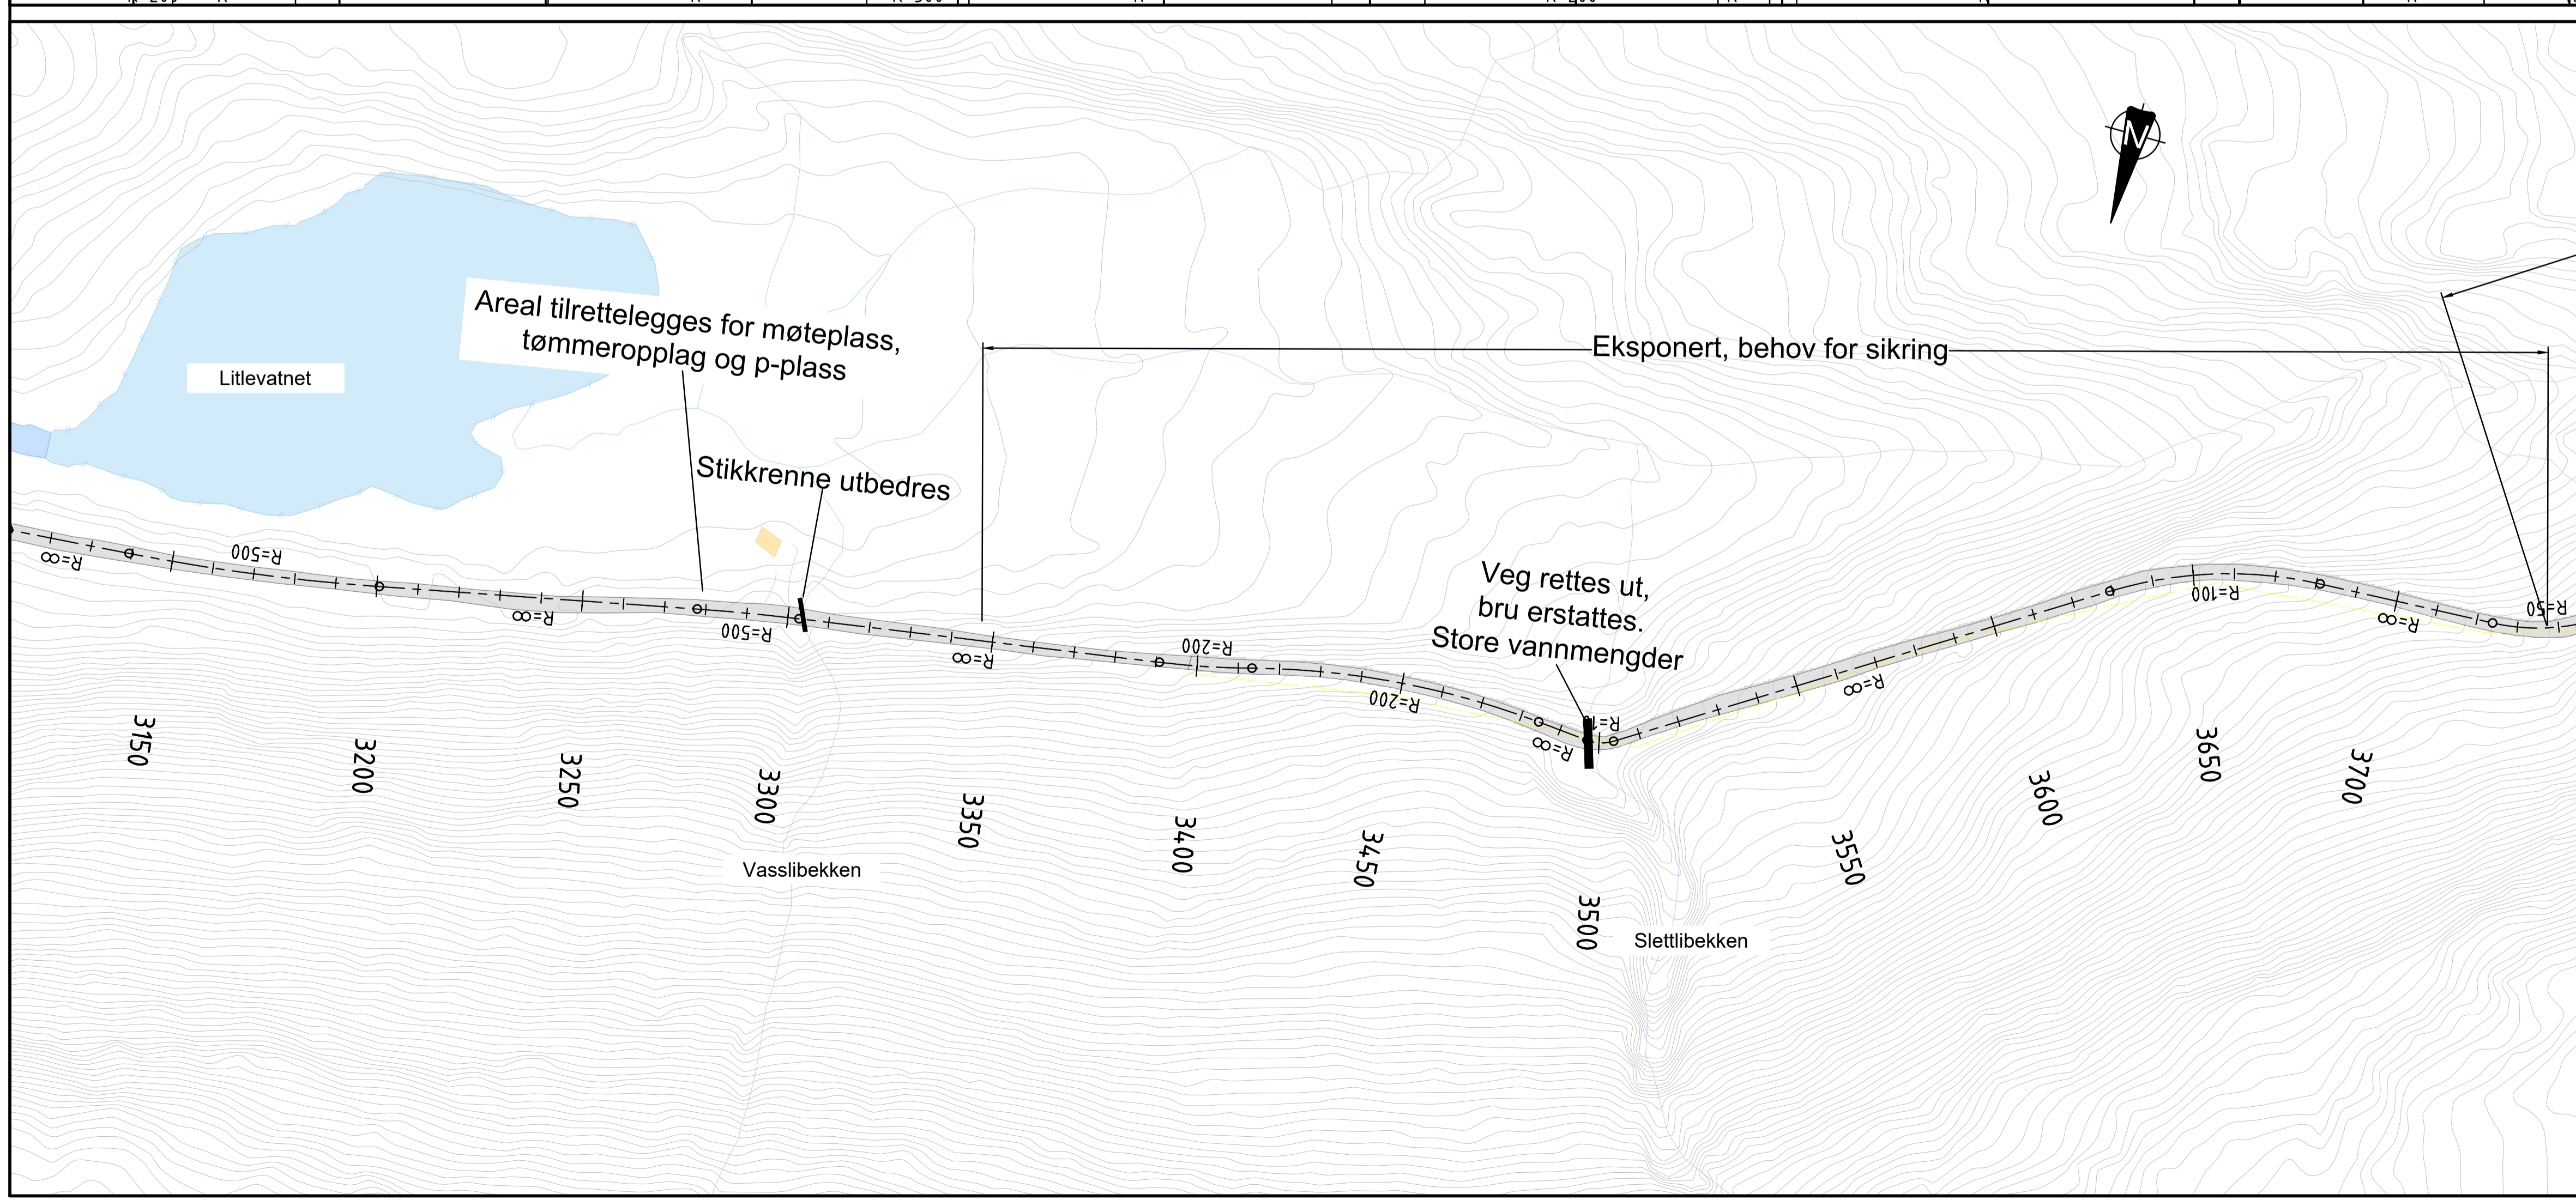 N
Eksponert, behov for sikring
Areal tilrettelegges for møteplass,
tømmeropplag og p-plass
Litlevatnet
Stikkrenne utbedres
Veg rettes ut,
bru erstattes.
Store vannmengder
R=∞
R=500
R=∞
R=500
R=∞
R=200
R=200
R=∞
R=∞
R=100
R=∞
R=50
3150
3200
3250
3300
3350
3400
3450
3500
3550
3600
3650
3700
Vasslibekken
Slettlibekken